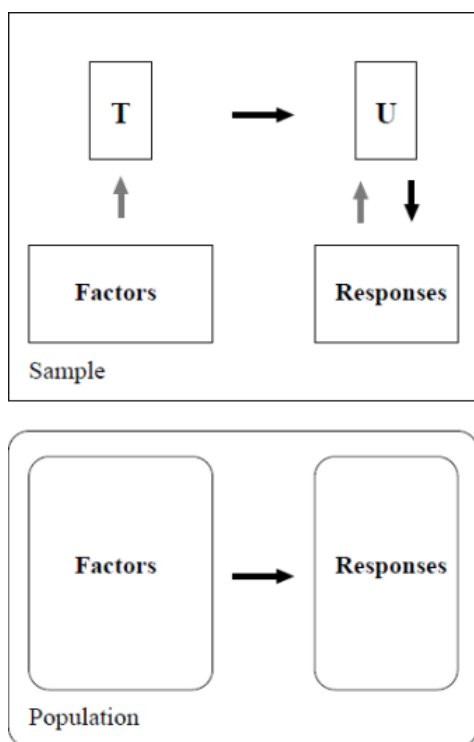 T U
Factors Responses
Sample
Factors Responses
Population